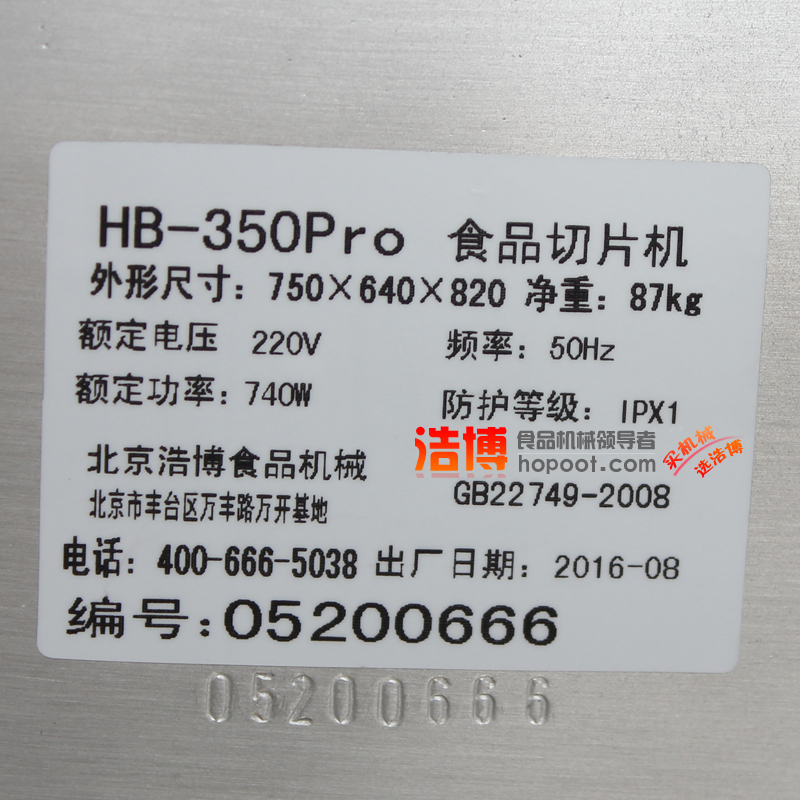 HB-350Pro 食品切片机
外形尺寸：750×640×820 净重：87kg
额定电压 220V 频率：50Hz
额定功率：740W 防护等级：IPX1
浩博 食品机械领导者
hopoot.com
买机械
选浩博
北京浩博食品机械
GB22749-2008
北京市丰台区万丰路万开基地
电话：400-666-5038 出厂日期：2016-08
编号：05200666
05200666